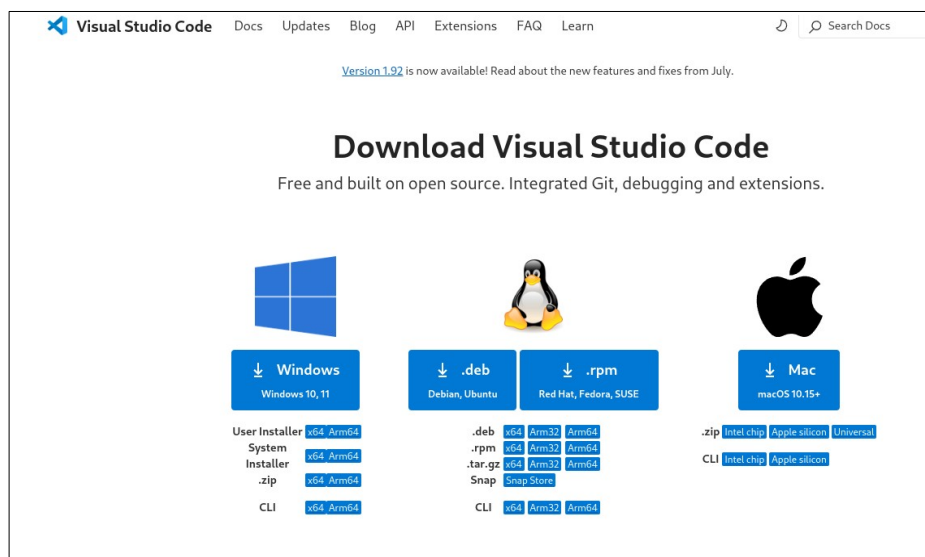 Visual Studio Code Docs Updates Blog API Extensions FAQ Learn Search Docs
Version 1.92 is now available! Read about the new features and fixes from July.
Download Visual Studio Code
Free and built on open source. Integrated Git, debugging and extensions.
Windows
Windows 10, 11
User Installer x64 Arm64
System Installer x64 Arm64
.zip x64 Arm64
CLI x64 Arm64
.deb
Debian, Ubuntu
.rpm
Red Hat, Fedora, SUSE
.deb x64 Arm32 Arm64
.rpm x64 Arm32 Arm64
.tar.gz x64 Arm32 Arm64
Snap Snap Store
CLI x64 Arm32 Arm64
Mac
macOS 10.15+
.zip Intel chip Apple silicon Universal
CLI Intel chip Apple silicon